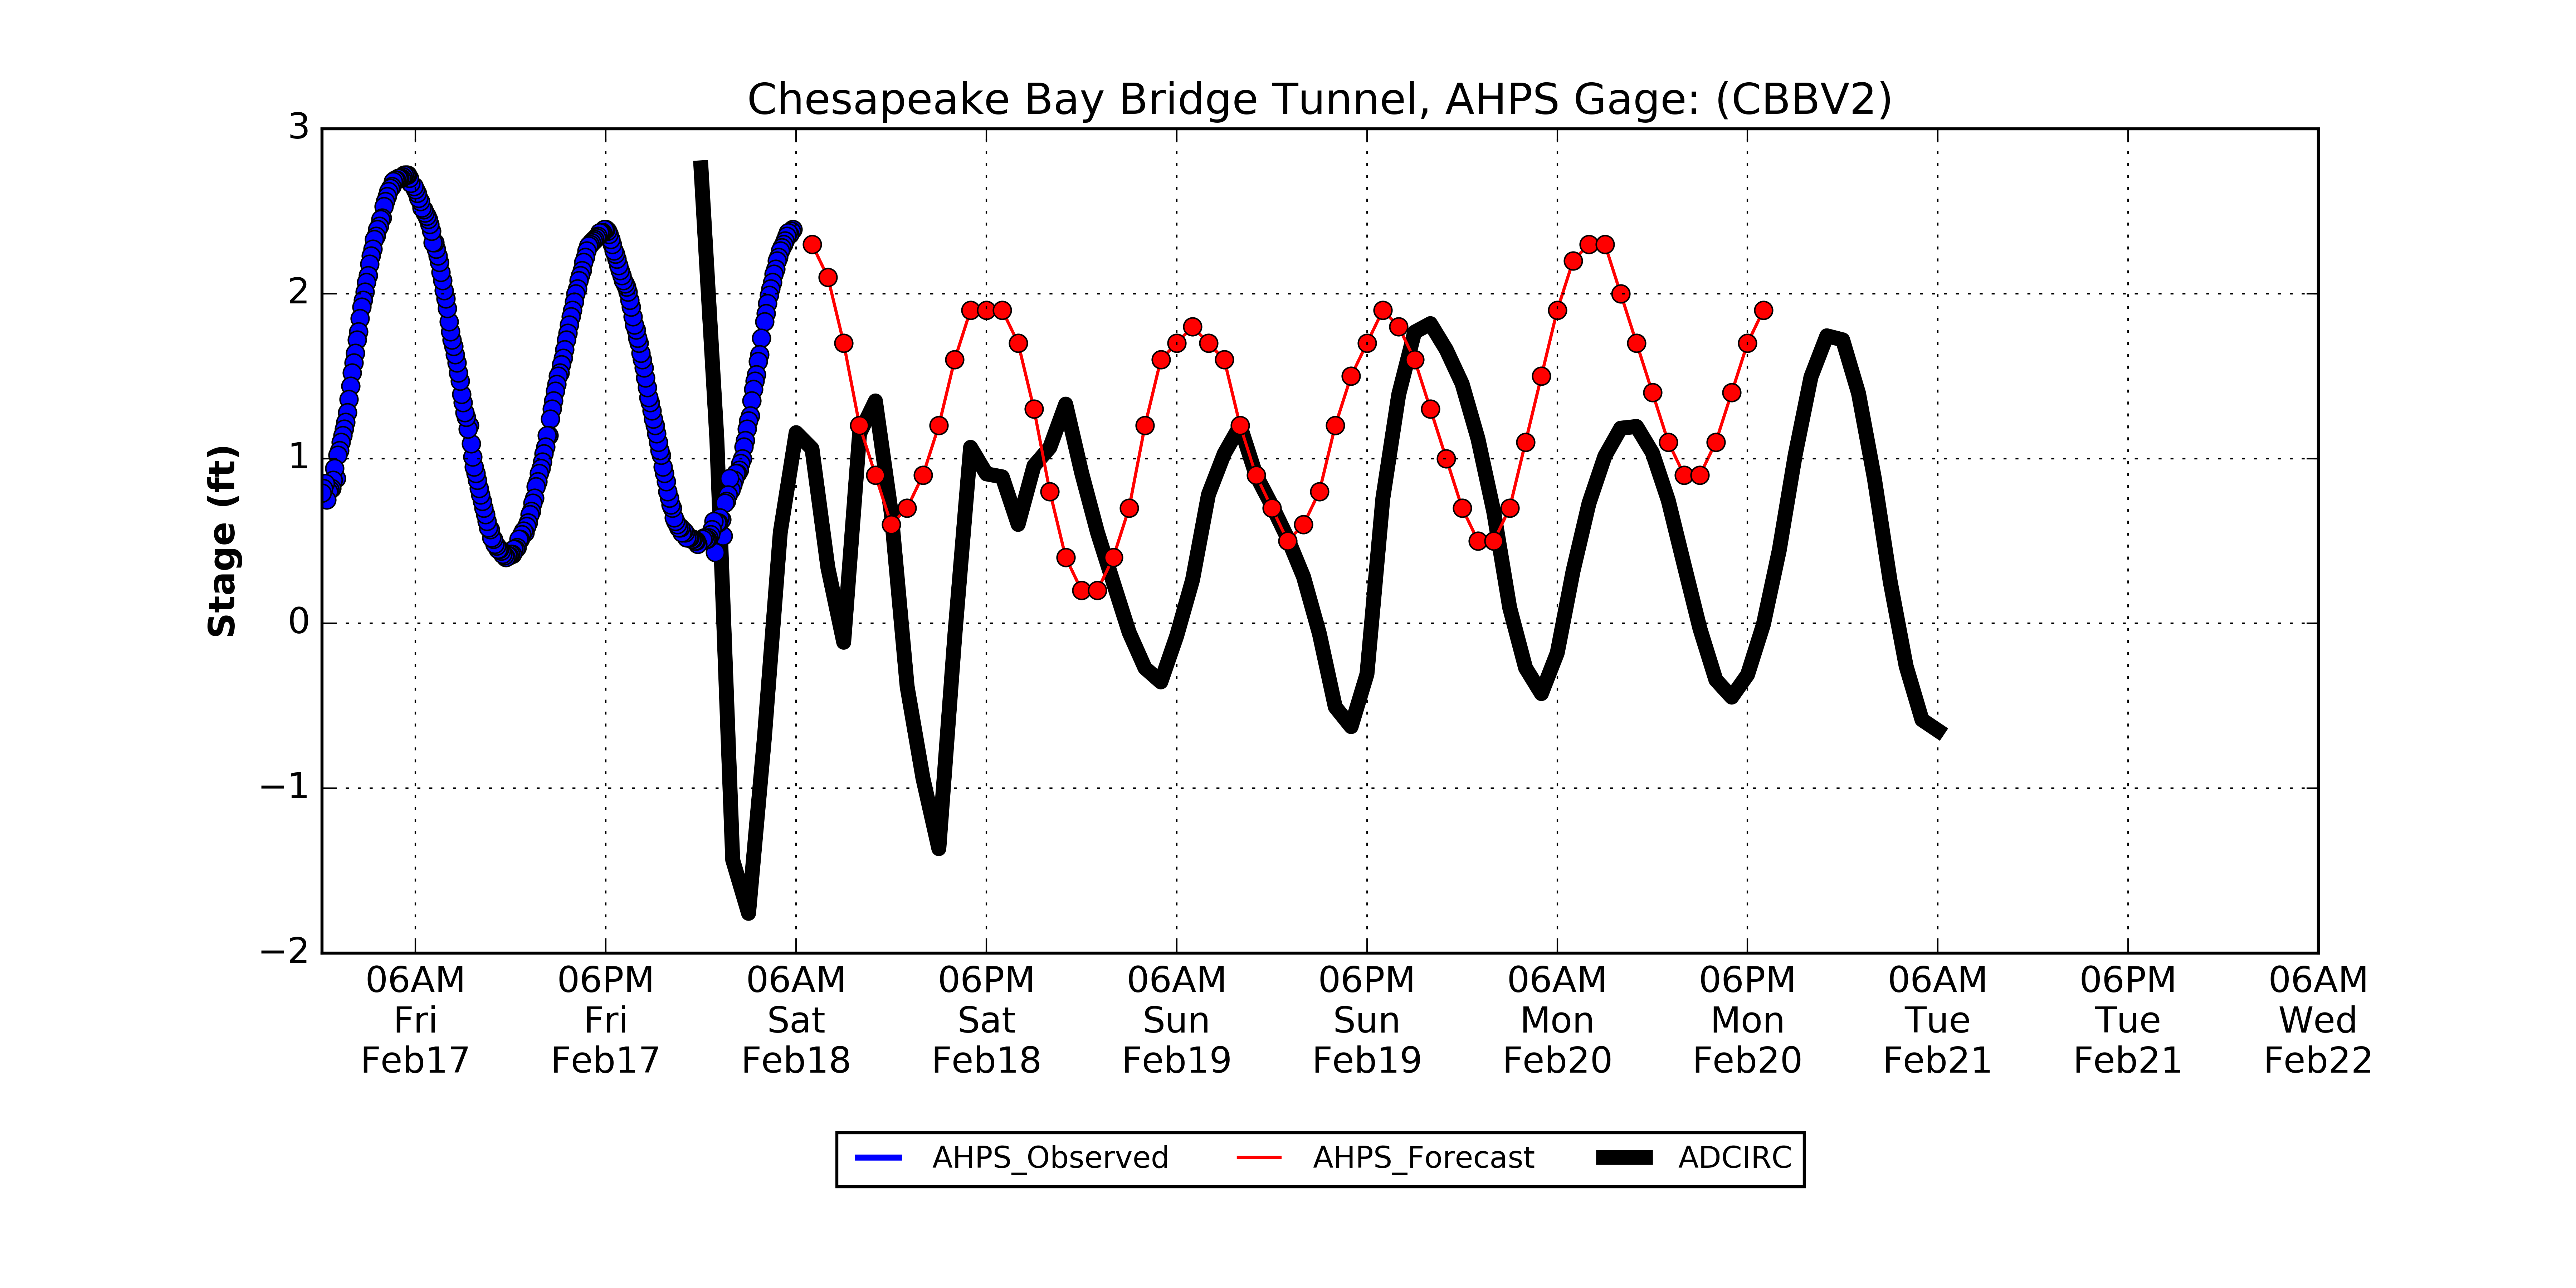 Chesapeake Bay Bridge Tunnel, AHPS Gage: (CBBV2)
3
2
1
0
−1
−2
Stage (ft)
06AM 06PM 06AM 06PM 06AM 06PM 06AM 06PM 06AM 06PM 06AM
Fri Fri Sat Sat Sun Sun Mon Mon Tue Tue Wed
Feb17 Feb17 Feb18 Feb18 Feb19 Feb19 Feb20 Feb20 Feb21 Feb21 Feb22
AHPS_Observed AHPS_Forecast ADCIRC